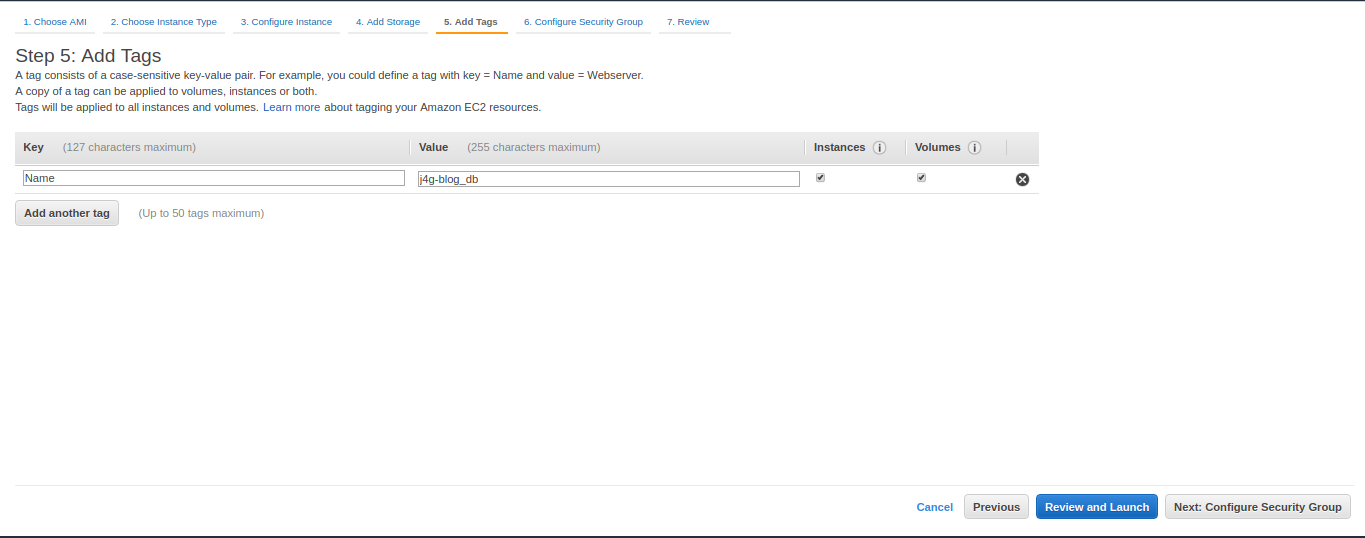 1. Choose AMI 2. Choose Instance Type 3. Configure Instance 4. Add Storage 5. Add Tags 6. Configure Security Group 7. Review
Step 5: Add Tags
A tag consists of a case-sensitive key-value pair. For example, you could define a tag with key = Name and value = Webserver.
A copy of a tag can be applied to volumes, instances or both.
Tags will be applied to all instances and volumes. Learn more about tagging your Amazon EC2 resources.
Key (127 characters maximum) Value (255 characters maximum) Instances i Volumes i
Name j4g-blog_db
Add another tag (Up to 50 tags maximum)
Cancel Previous Review and Launch Next: Configure Security Group